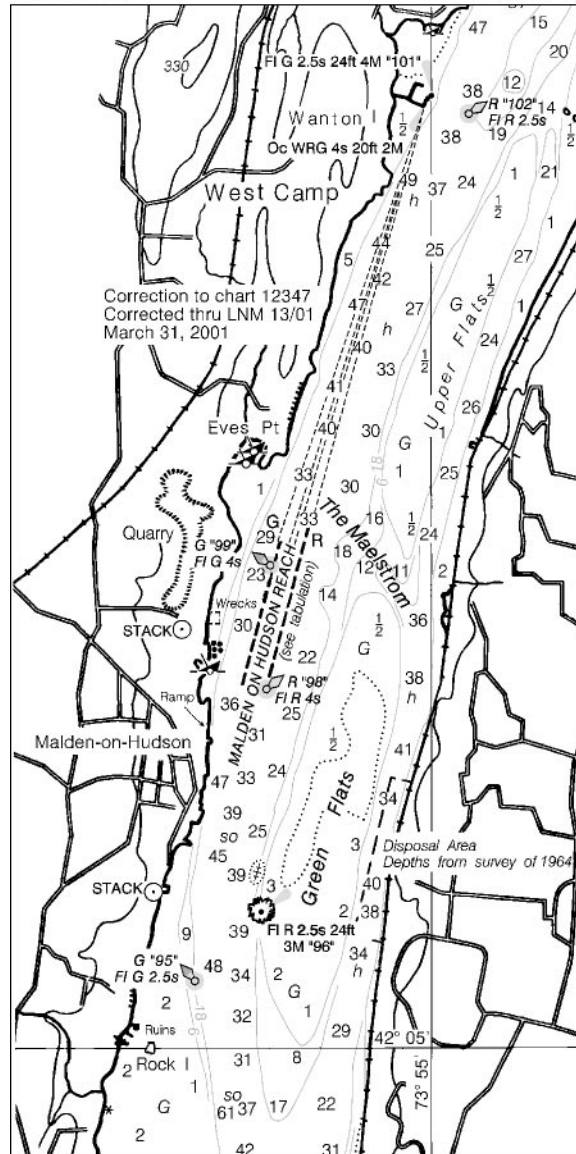 47
15
20
330
Fl G 2.5s 24ft 4M "101"
12
38
R "102"
Fl R 2.5s
14
19
1/2
Wanton I
1/2
38
Oc WRG 4s 20ft 2M
West Camp
49
h
37
24
1
21
1/2
1
44
25
5
42
27
1/2
Correction to chart 12347
Corrected thru LNM 13/01
March 31, 2001
47
27
G
1
h
24
40
1/2
33
Upper Flats
41
26
Eves Pt
40
30
G
1
18
6
1
25
33
1
30
G
33
16
1/2
24
The Maelstrom
Quarry
G "99"
Fl G 4s
29
R
18
23
12
11
2
Wrecks
14
STACK
30
MALDEN ON HUDSON REACH
(see tabulation)
1/2
36
22
G
R "98"
Fl R 4s
38
h
Ramp
36
25
Malden-on-Hudson
31
1/2
41
47
33
24
34
39
Green Flats
so
25
3
Disposal Area
Depths from survey of 1964
45
39
40
STACK
3
2
38
9
39
Fl R 2.5s 24ft
3M "96"
G "95"
Fl G 2.5s
48
34
2
34
h
2
18
6
G
1
32
29
Ruins
42° 05'
2
Rock I
31
8
73° 55'
1
so
G
61
37
17
22
2
42
31